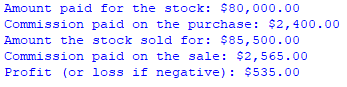 Amount paid for the stock: $80,000.00
Commission paid on the purchase: $2,400.00
Amount the stock sold for: $85,500.00
Commission paid on the sale: $2,565.00
Profit (or loss if negative): $535.00